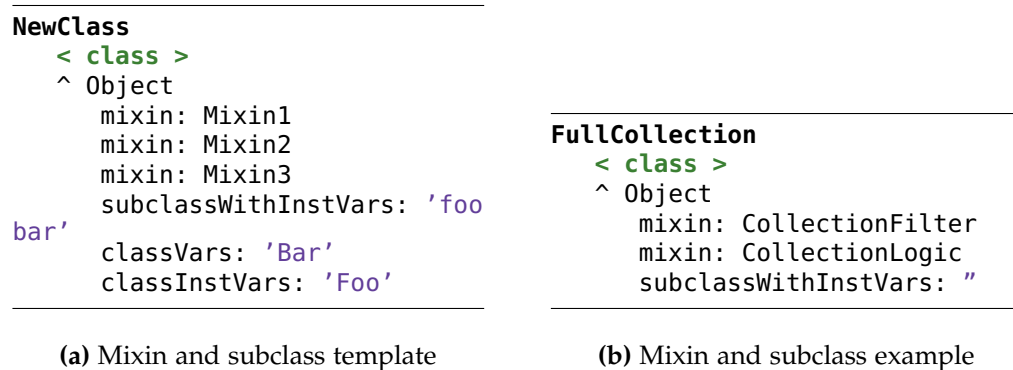 NewClass
< class >
^ Object
mixin: Mixin1
mixin: Mixin2
mixin: Mixin3
subclassWithInstVars: ’foo
bar’
classVars: ’Bar’
classInstVars: ’Foo’
(a) Mixin and subclass template
FullCollection
< class >
^ Object
mixin: CollectionFilter
mixin: CollectionLogic
subclassWithInstVars: ”
(b) Mixin and subclass example